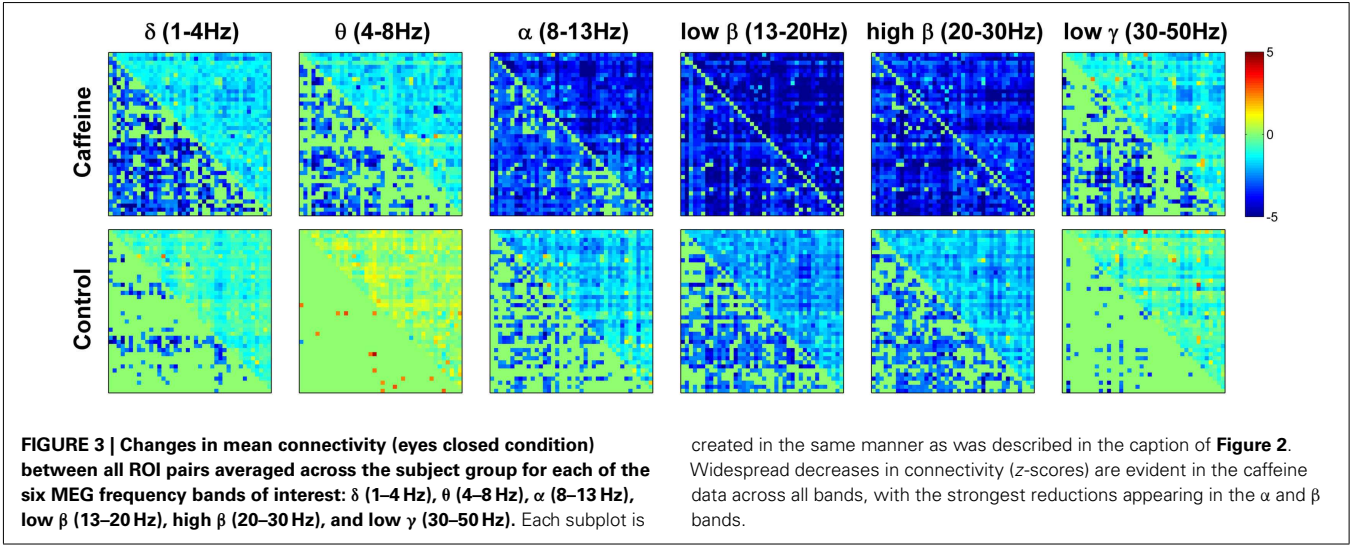 δ (1-4Hz) θ (4-8Hz) α (8-13Hz) low β (13-20Hz) high β (20-30Hz) low γ (30-50Hz)
Caffeine
5
0
-5
Control
FIGURE 3 | Changes in mean connectivity (eyes closed condition)
between all ROI pairs averaged across the subject group for each of the
six MEG frequency bands of interest: δ (1–4 Hz), θ (4–8 Hz), α (8–13 Hz),
low β (13–20 Hz), high β (20–30 Hz), and low γ (30–50 Hz). Each subplot is
created in the same manner as was described in the caption of Figure 2.
Widespread decreases in connectivity (z-scores) are evident in the caffeine
data across all bands, with the strongest reductions appearing in the α and β
bands.